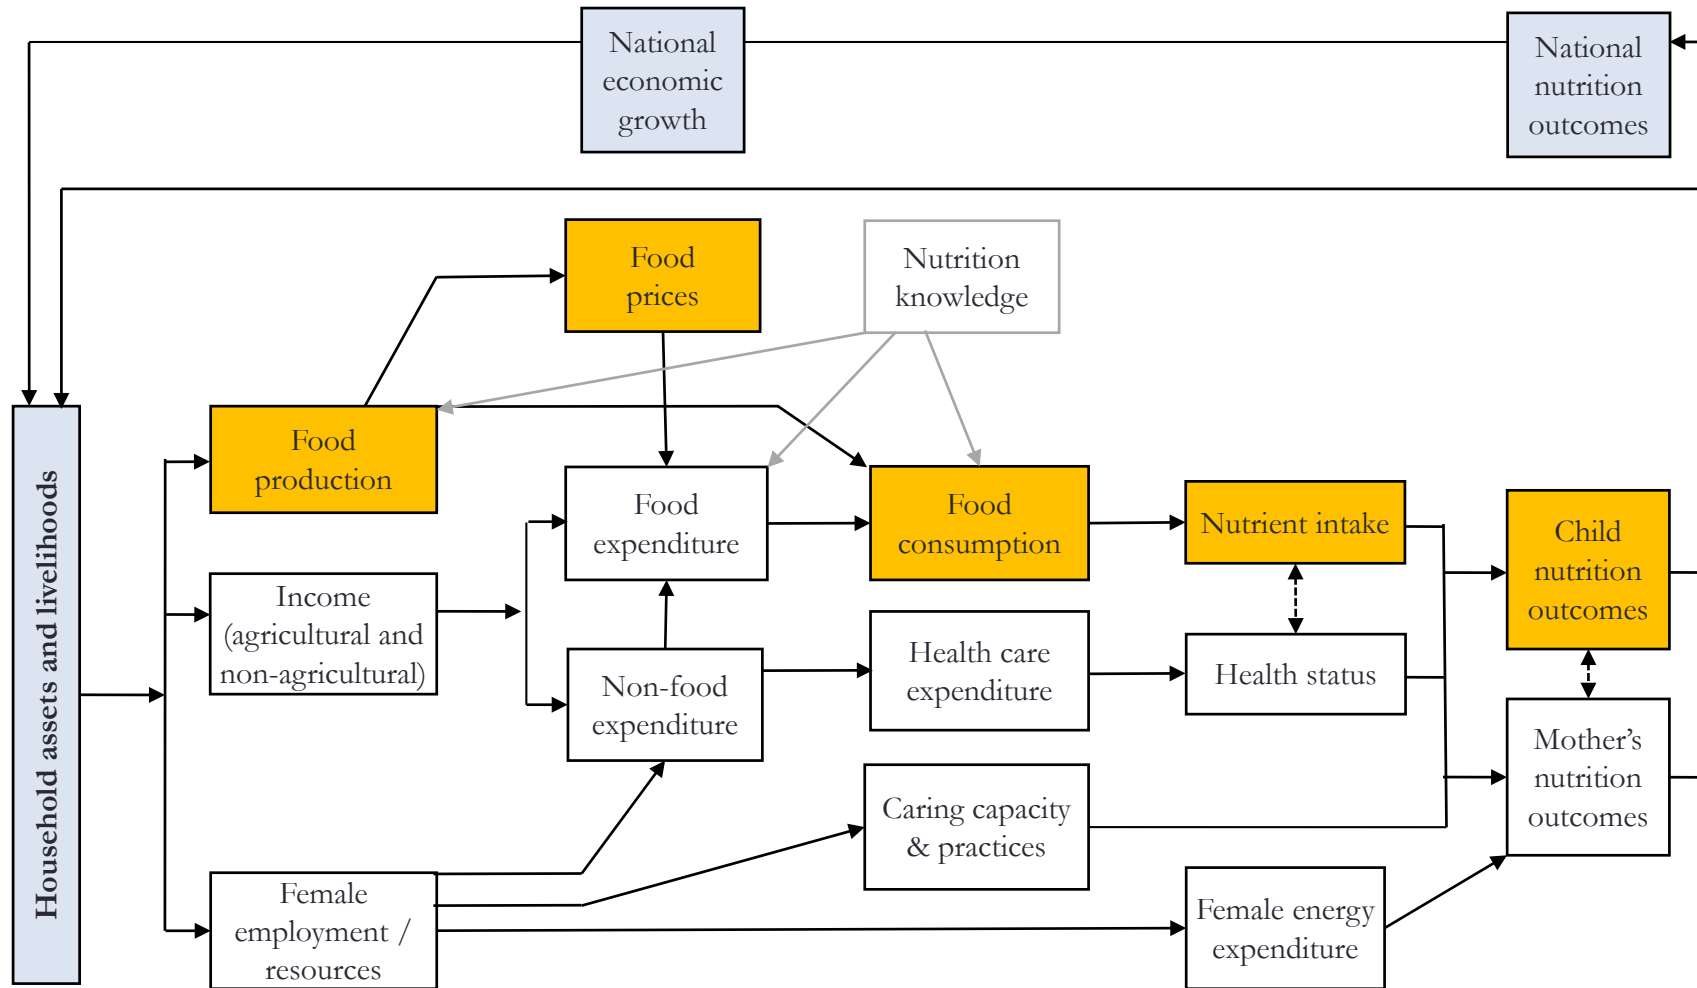 National
economic
growth
National
nutrition
outcomes
Food
prices
Nutrition
knowledge
Household assets and livelihoods
Food
production
Food
expenditure
Food
consumption
Nutrient intake
Child
nutrition
outcomes
Income
(agricultural and
non-agricultural)
Non-food
expenditure
Health care
expenditure
Health status
Mother's
nutrition
outcomes
Caring capacity
& practices
Female
employment /
resources
Female energy
expenditure